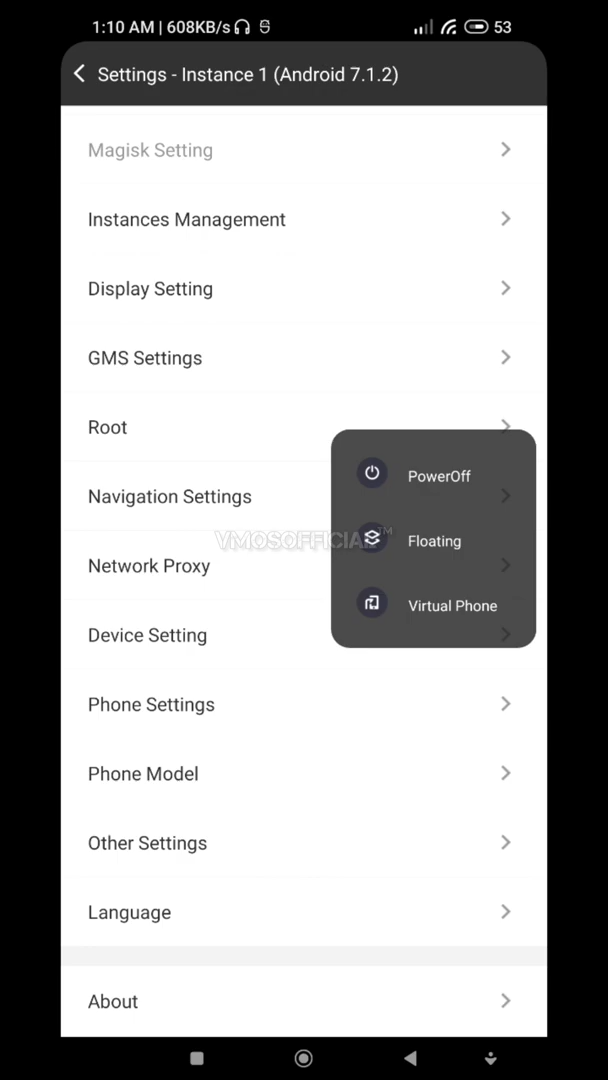 1:10 AM | 608KB/s 53
Settings - Instance 1 (Android 7.1.2)
Magisk Setting
Instances Management
Display Setting
GMS Settings
Root
PowerOff
Navigation Settings
VMOSOFFICIAL™
Floating
Network Proxy
Virtual Phone
Device Setting
Phone Settings
Phone Model
Other Settings
Language
About